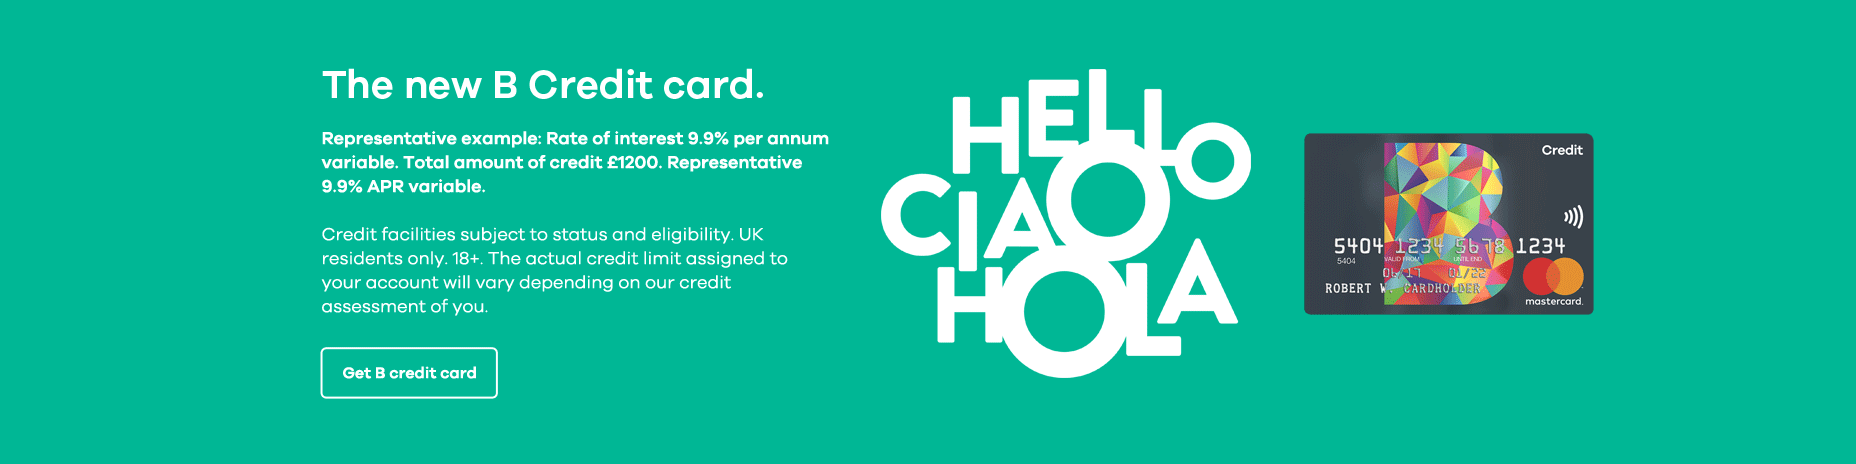 The new B Credit card.
Representative example: Rate of interest 9.9% per annum
variable. Total amount of credit £1200. Representative
9.9% APR variable.
Credit facilities subject to status and eligibility. UK
residents only. 18+. The actual credit limit assigned to
your account will vary depending on our credit
assessment of you.
Get B credit card
HELLO
CIAO
HOLA
Credit
B
5404 1234 5678 1234
5404 VALID FROM UNTIL END
06/17 01/22
ROBERT W. CARDHOLDER
mastercard.